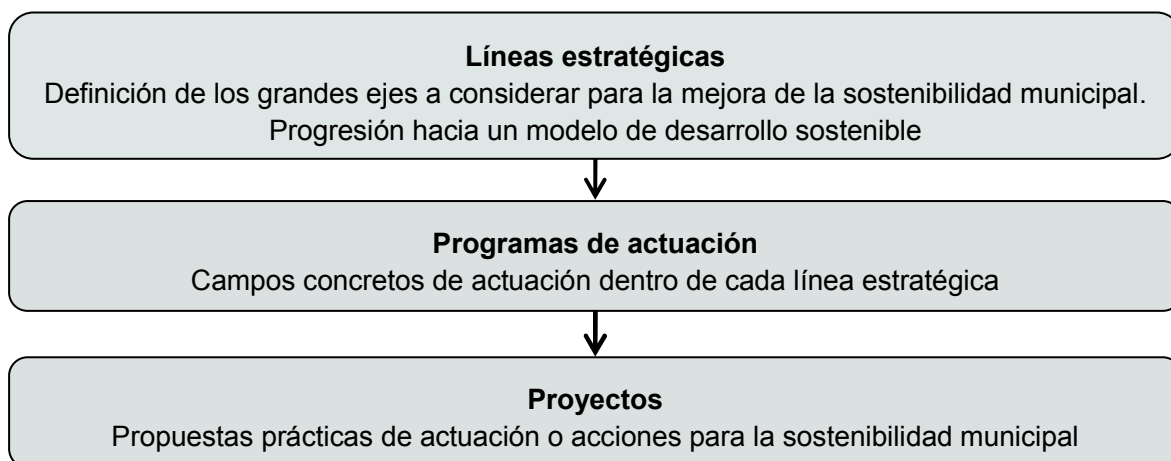 Líneas estratégicas
Definición de los grandes ejes a considerar para la mejora de la sostenibilidad municipal.
Progresión hacia un modelo de desarrollo sostenible
Programas de actuación
Campos concretos de actuación dentro de cada línea estratégica
Proyectos
Propuestas prácticas de actuación o acciones para la sostenibilidad municipal